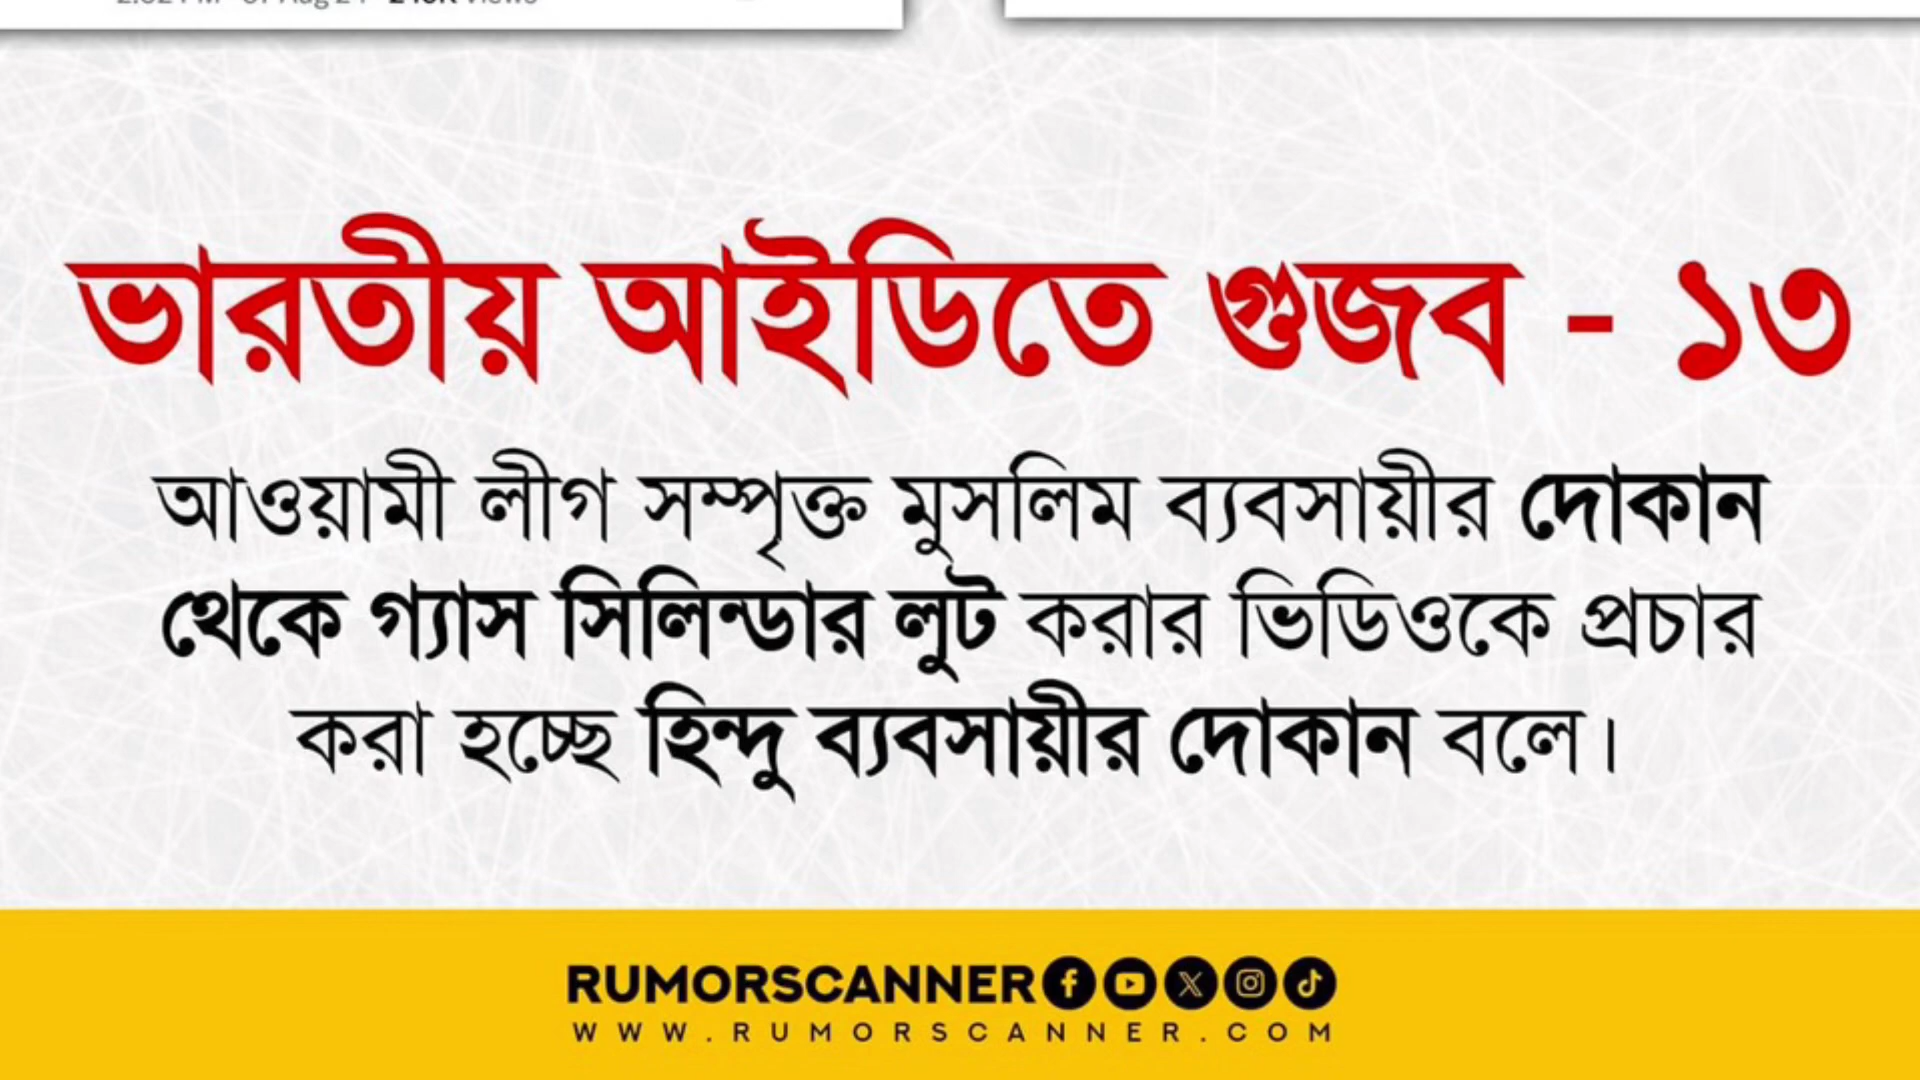 ভারতীয় আইডিতে গুজব - ১৩
আওয়ামী লীগ সম্পৃক্ত মুসলিম ব্যবসায়ীর দোকান
থেকে গ্যাস সিলিন্ডার লুট করার ভিডিওকে প্রচার
করা হচ্ছে হিন্দু ব্যবসায়ীর দোকান বলে।
RUMORSCANNER
WWW.RUMORSCANNER.COM